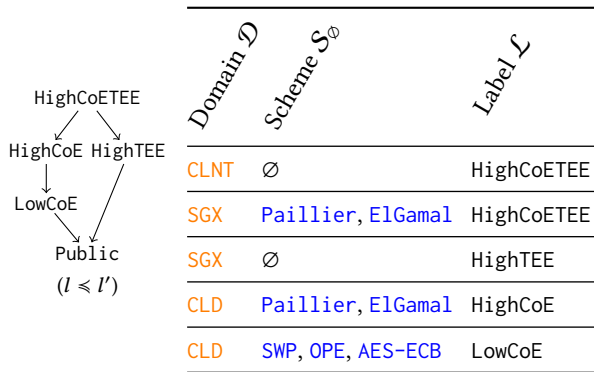 HighCoETEE
HighCoE HighTEE
LowCoE
Public
(l ≼ l′)
Domain 𝒟 Scheme 𝒮∅ Label ℒ
CLNT ∅ HighCoETEE
SGX Paillier, ElGamal HighCoETEE
SGX ∅ HighTEE
CLD Paillier, ElGamal HighCoE
CLD SWP, OPE, AES-ECB LowCoE